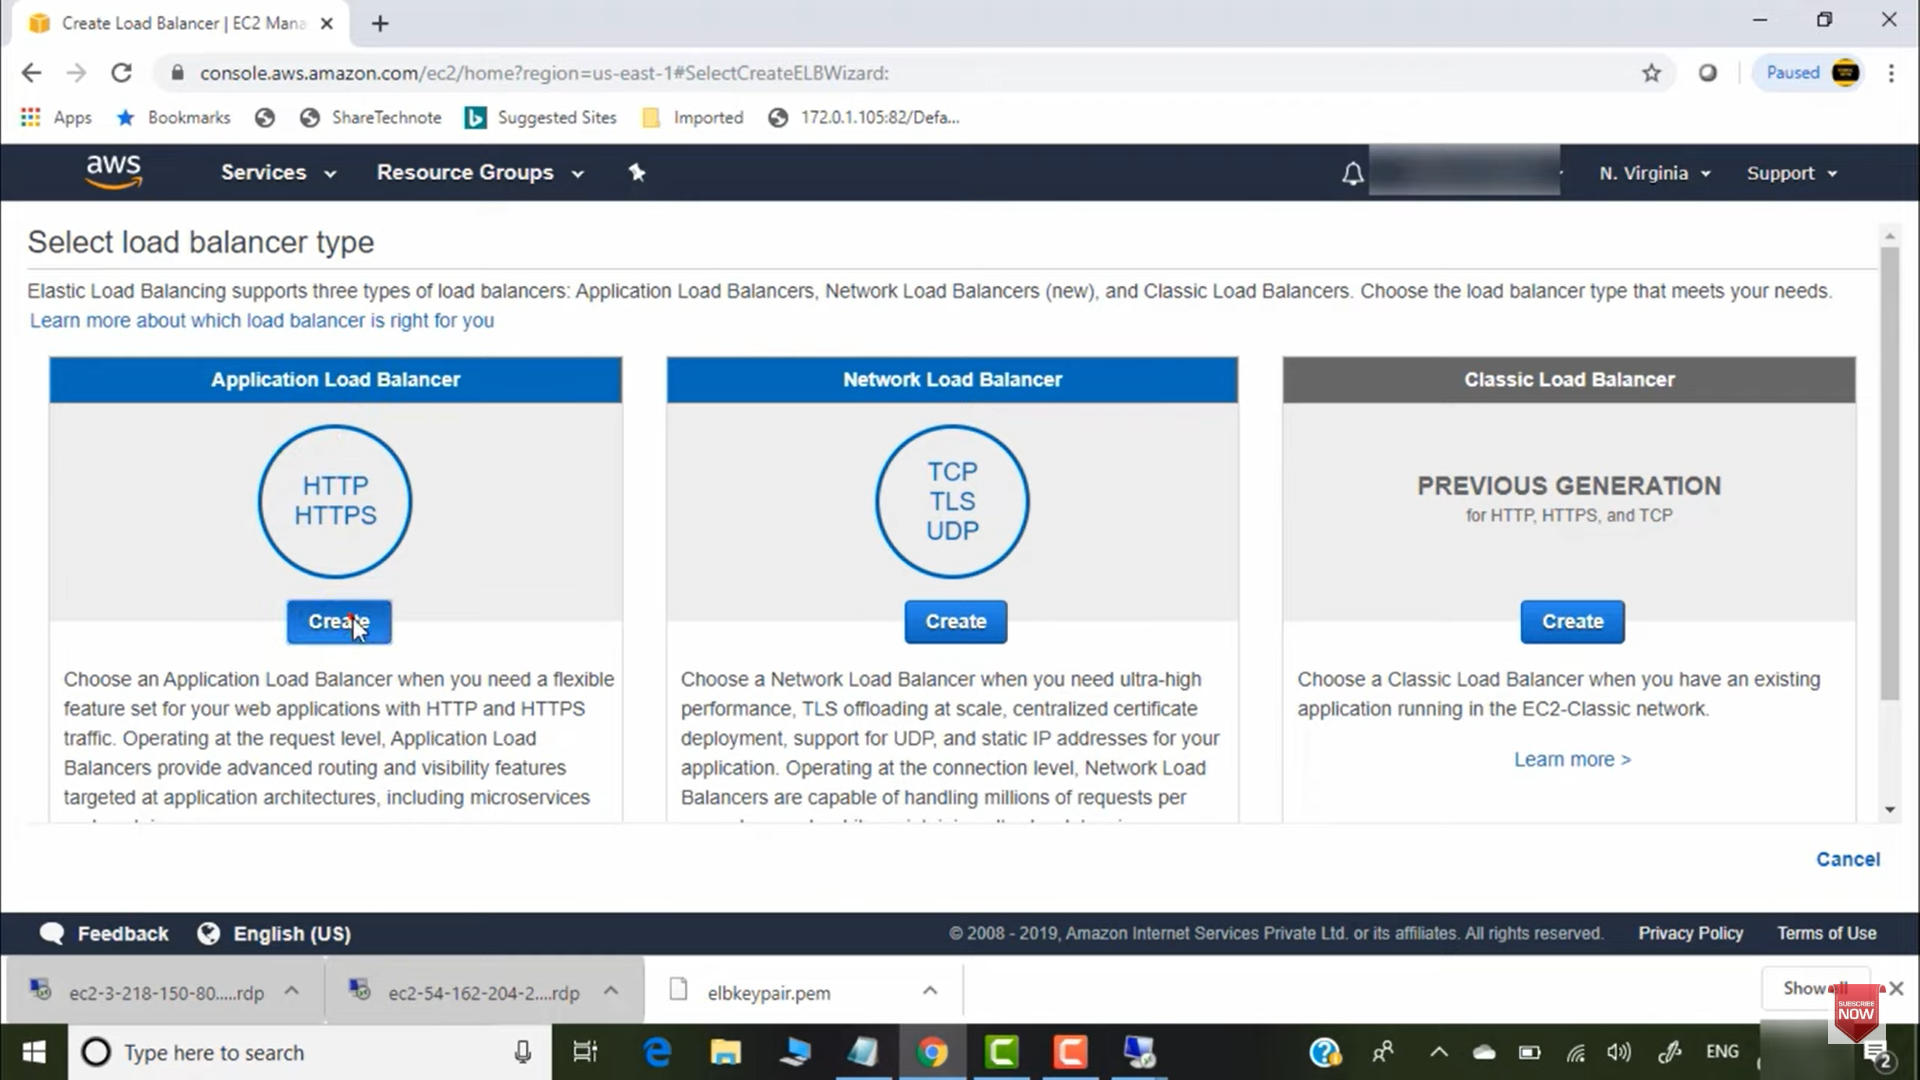 Create Load Balancer | EC2 Mana
console.aws.amazon.com/ec2/home?region=us-east-1#SelectCreateELBWizard:
Paused
Apps
Bookmarks
ShareTechnote
Suggested Sites
Imported
172.0.1.105:82/Defa...
aws
Services
Resource Groups
N. Virginia
Support
Select load balancer type
Elastic Load Balancing supports three types of load balancers: Application Load Balancers, Network Load Balancers (new), and Classic Load Balancers. Choose the load balancer type that meets your needs.
Learn more about which load balancer is right for you
Application Load Balancer
HTTP
HTTPS
Create
Choose an Application Load Balancer when you need a flexible
feature set for your web applications with HTTP and HTTPS
traffic. Operating at the request level, Application Load
Balancers provide advanced routing and visibility features
targeted at application architectures, including microservices
Network Load Balancer
TCP
TLS
UDP
Create
Choose a Network Load Balancer when you need ultra-high
performance, TLS offloading at scale, centralized certificate
deployment, support for UDP, and static IP addresses for your
application. Operating at the connection level, Network Load
Balancers are capable of handling millions of requests per
Classic Load Balancer
PREVIOUS GENERATION
for HTTP, HTTPS, and TCP
Create
Choose a Classic Load Balancer when you have an existing
application running in the EC2-Classic network.
Learn more >
Cancel
Feedback
English (US)
© 2008 - 2019, Amazon Internet Services Private Ltd. or its affiliates. All rights reserved.
Privacy Policy
Terms of Use
ec2-3-218-150-80.....rdp
ec2-54-162-204-2....rdp
elbkeypair.pem
Show all
SUBSCRIBE
NOW
Type here to search
ENG
2